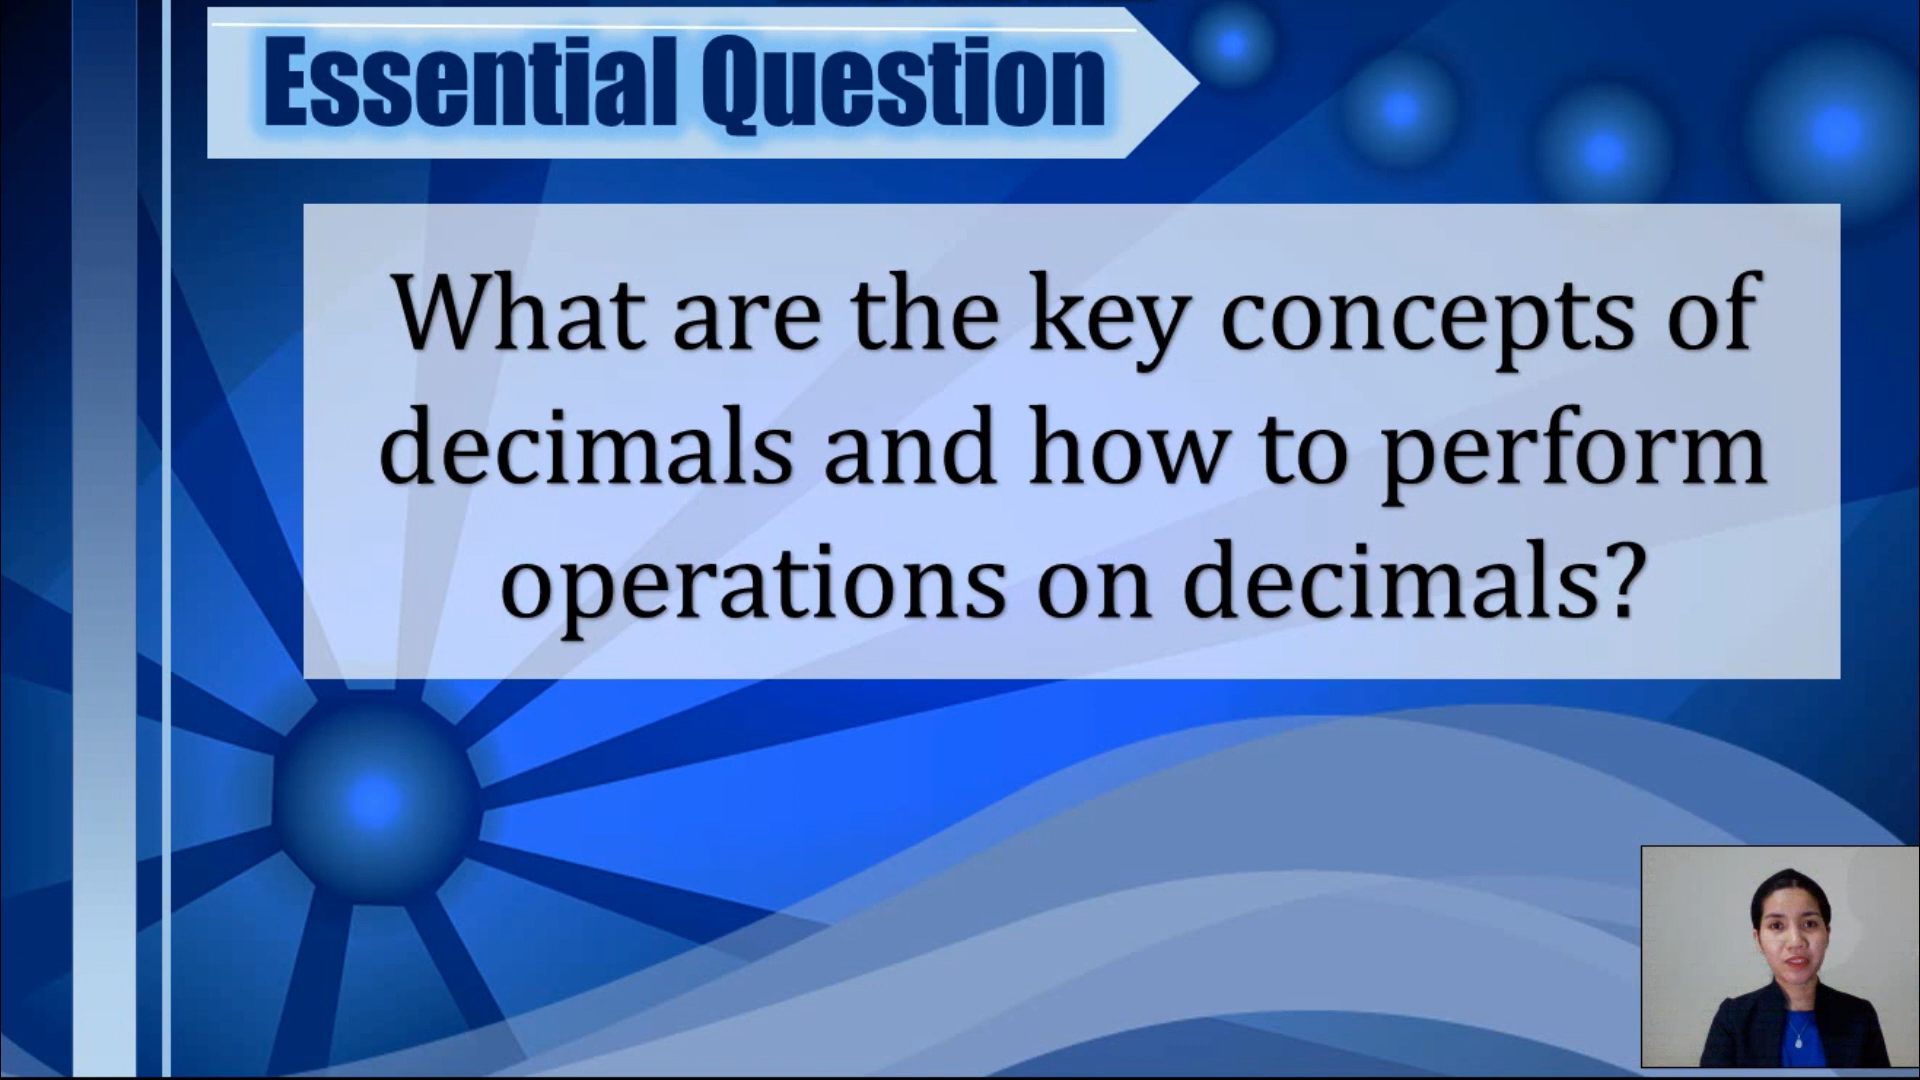 Essential Question
What are the key concepts of
decimals and how to perform
operations on decimals?